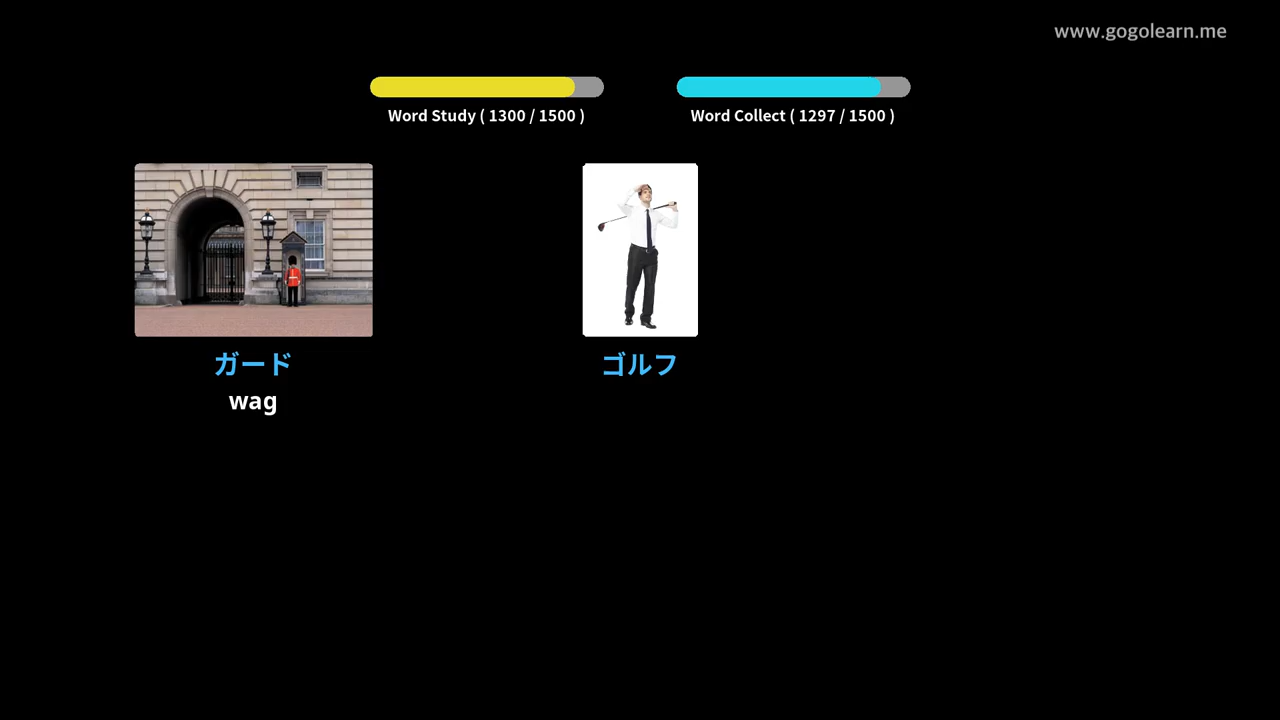 www.gogolearn.me
Word Study ( 1300 / 1500 )
Word Collect ( 1297 / 1500 )
ガード
ゴルフ
wag